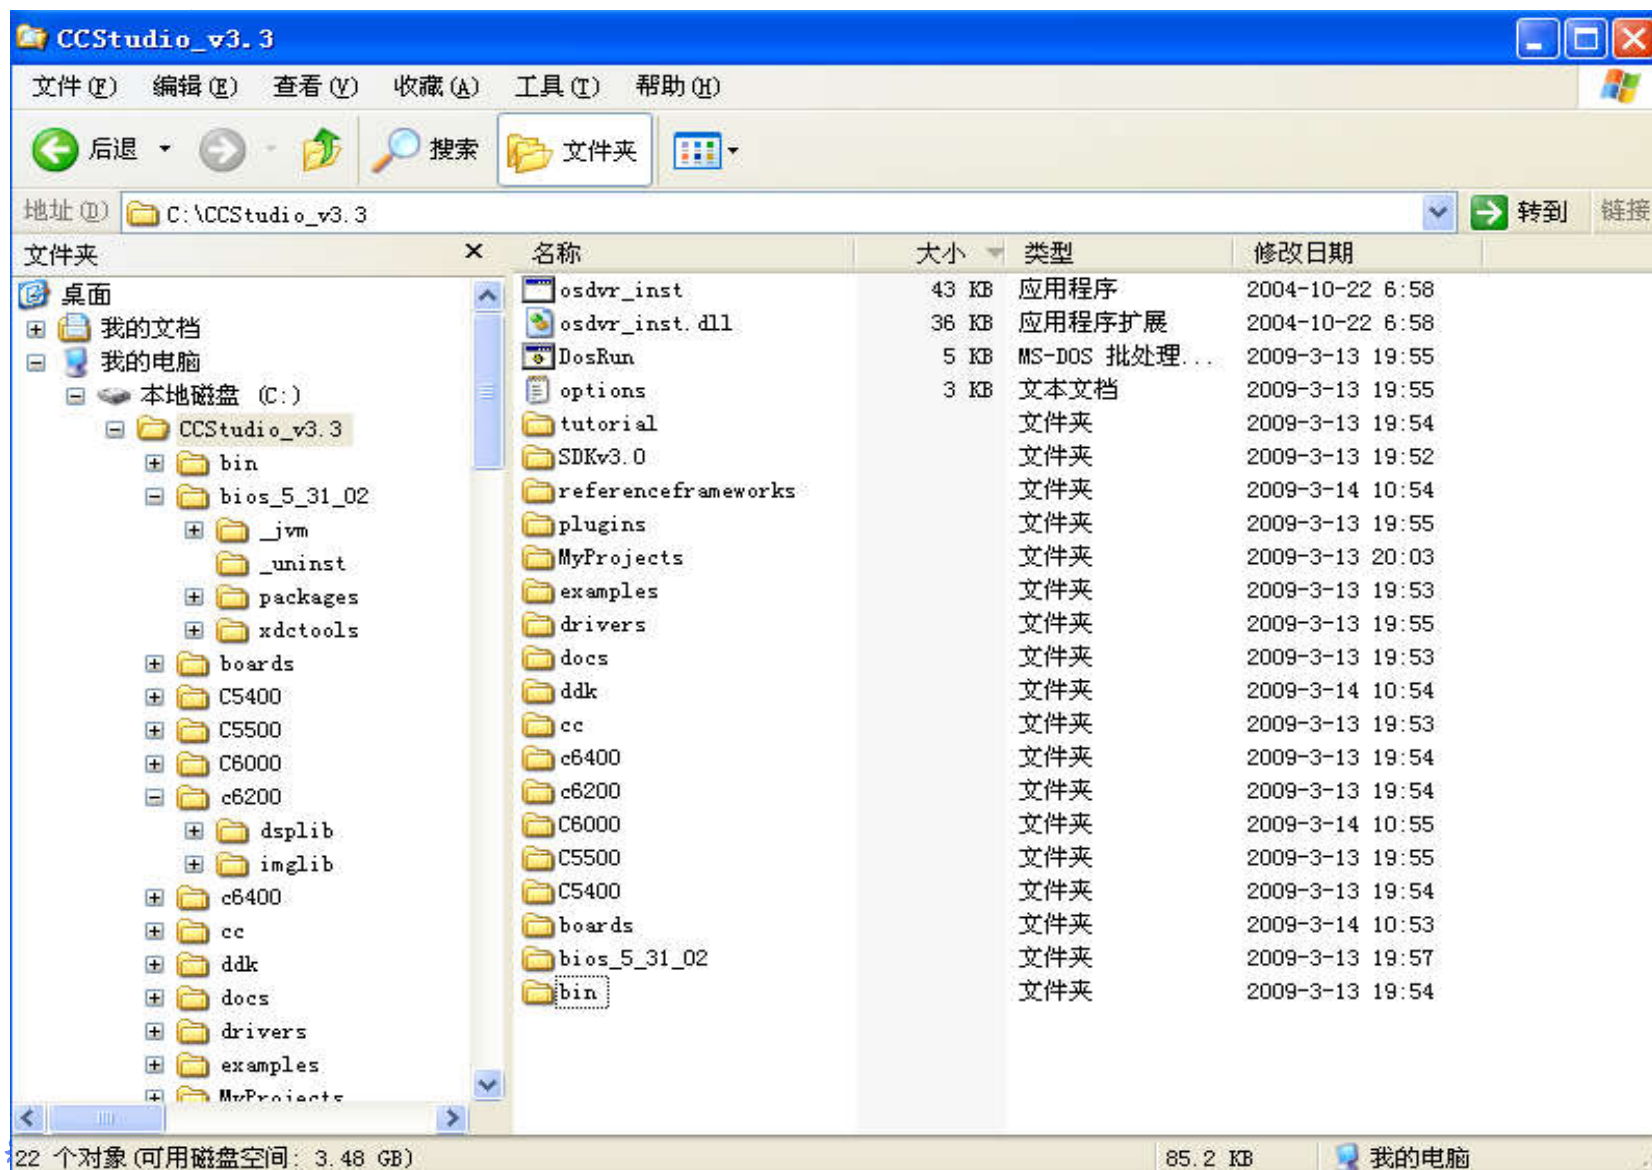 CCStudio_v3.3
文件(F) 编辑(E) 查看(V) 收藏(A) 工具(T) 帮助(H)
后退 搜索 文件夹
地址(D) C:\CCStudio_v3.3 转到 链接
文件夹
桌面
我的文档
我的电脑
本地磁盘 (C:)
CCStudio_v3.3
bin
bios_5_31_02
_jvm
_uninst
packages
xdctools
boards
C5400
C5500
C6000
c6200
dsplib
imglib
c6400
cc
ddk
docs
drivers
examples
MyProjects
名称 大小 类型 修改日期
osdvr_inst 43 KB 应用程序 2004-10-22 6:58
osdvr_inst.dll 36 KB 应用程序扩展 2004-10-22 6:58
DosRun 5 KB MS-DOS 批处理... 2009-3-13 19:55
options 3 KB 文本文档 2009-3-13 19:55
tutorial 文件夹 2009-3-13 19:54
SDKv3.0 文件夹 2009-3-13 19:52
referenceframeworks 文件夹 2009-3-14 10:54
plugins 文件夹 2009-3-13 19:55
MyProjects 文件夹 2009-3-13 20:03
examples 文件夹 2009-3-13 19:53
drivers 文件夹 2009-3-13 19:55
docs 文件夹 2009-3-13 19:53
ddk 文件夹 2009-3-14 10:54
cc 文件夹 2009-3-13 19:53
c6400 文件夹 2009-3-13 19:54
c6200 文件夹 2009-3-13 19:54
C6000 文件夹 2009-3-14 10:55
C5500 文件夹 2009-3-13 19:55
C5400 文件夹 2009-3-13 19:54
boards 文件夹 2009-3-14 10:53
bios_5_31_02 文件夹 2009-3-13 19:57
bin 文件夹 2009-3-13 19:54
22 个对象(可用磁盘空间: 3.48 GB) 85.2 KB 我的电脑